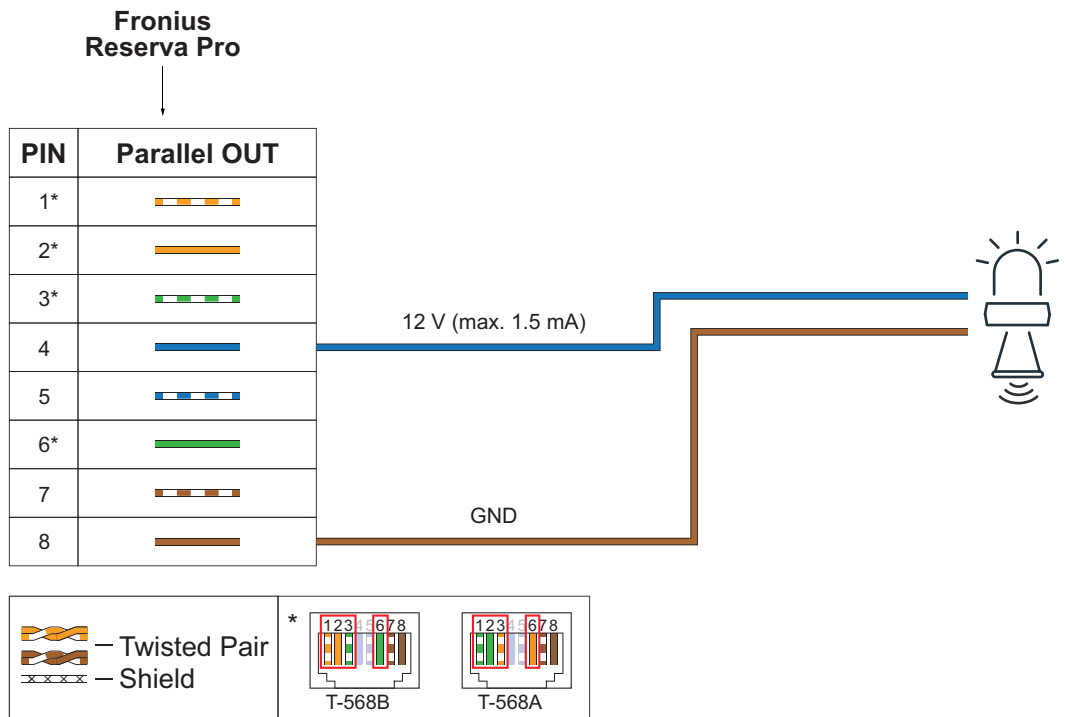 Fronius
Reserva Pro
PIN Parallel OUT
1*
2*
3*
4
5
6*
7
8
12 V (max. 1.5 mA)
GND
Twisted Pair
Shield
*
12345678
T-568B
12345678
T-568A